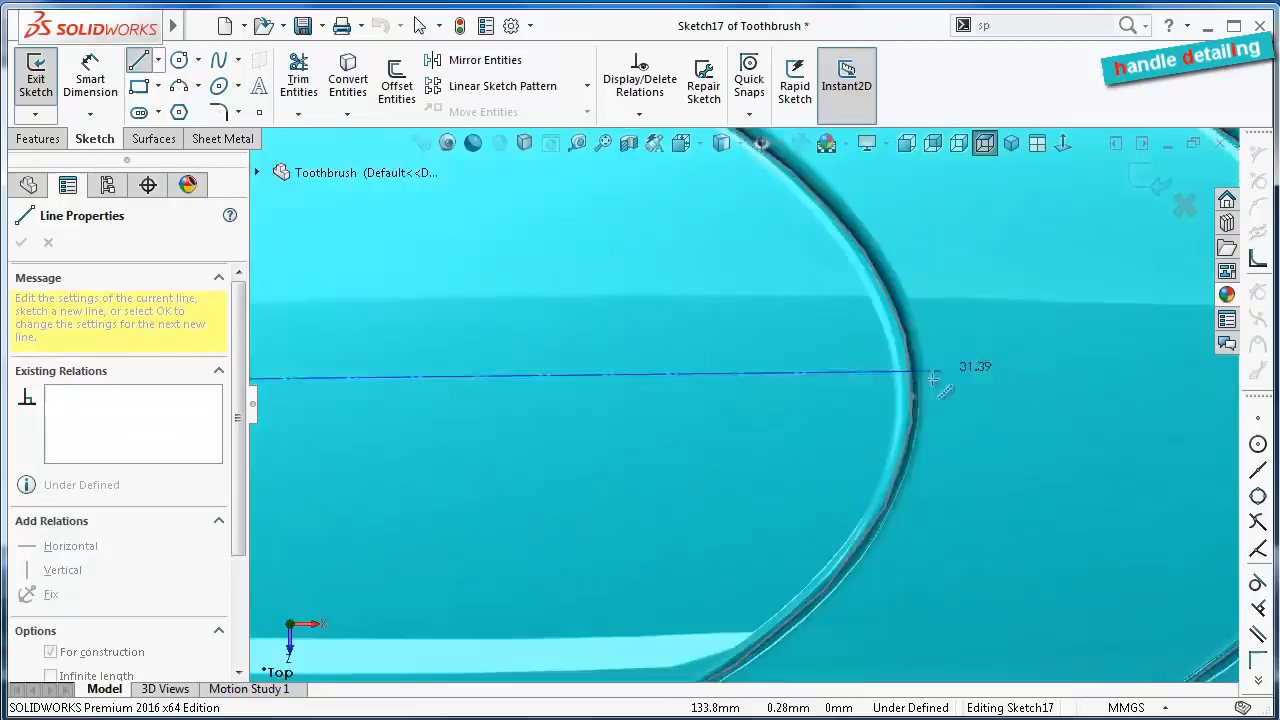 SOLIDWORKS
Sketch17 of Toothbrush *
sp
?
handle detailing
Exit Sketch
Smart Dimension
Trim Entities
Convert Entities
Offset Entities
Mirror Entities
Linear Sketch Pattern
Move Entities
Display/Delete Relations
Repair Sketch
Quick Snaps
Rapid Sketch
Instant2D
Features
Sketch
Surfaces
Sheet Metal
Toothbrush (Default<<D...
Line Properties
?
Message
Edit the settings of the current line,
sketch a new line, or select OK to
change the settings for the next new
line.
Existing Relations
Under Defined
Add Relations
Horizontal
Vertical
Fix
Options
For construction
Infinite length
31.39
X
Z
*Top
Model
3D Views
Motion Study 1
SOLIDWORKS Premium 2016 x64 Edition
133.8mm
0.28mm
0mm
Under Defined
Editing Sketch17
MMGS